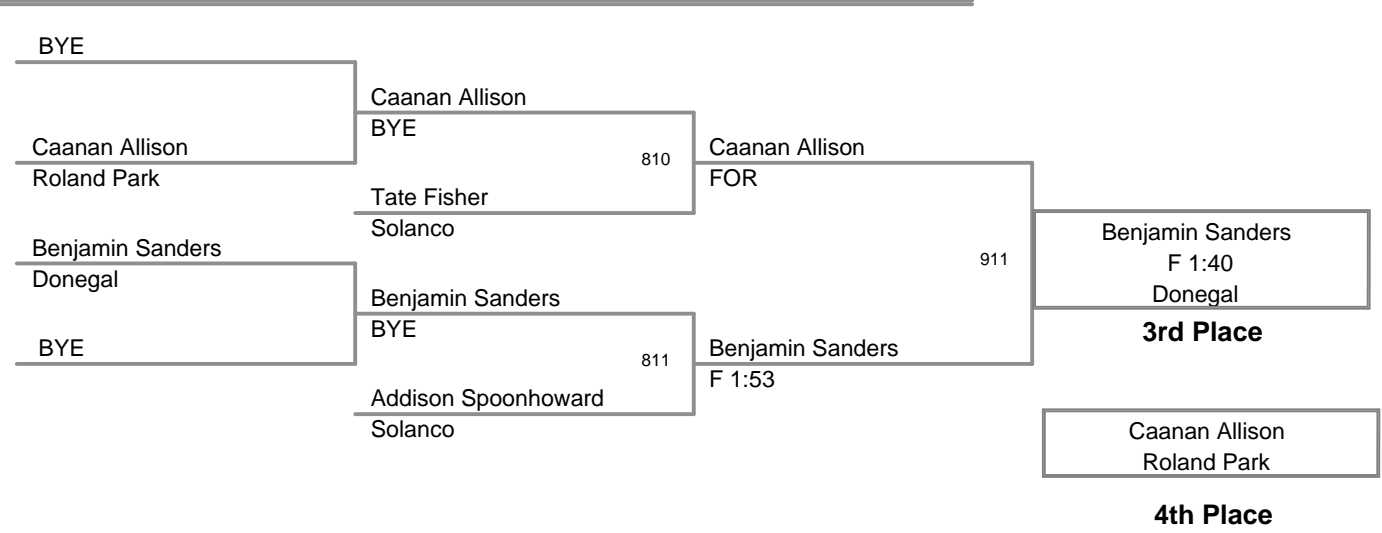 BYE
Caanan Allison
BYE
Caanan Allison
Roland Park
810
Caanan Allison
FOR
Tate Fisher
Solanco
Benjamin Sanders
Donegal
911
Benjamin Sanders
F 1:40
Donegal
3rd Place
Benjamin Sanders
BYE
BYE
811
Benjamin Sanders
F 1:53
Addison Spoonhoward
Solanco
Caanan Allison
Roland Park
4th Place